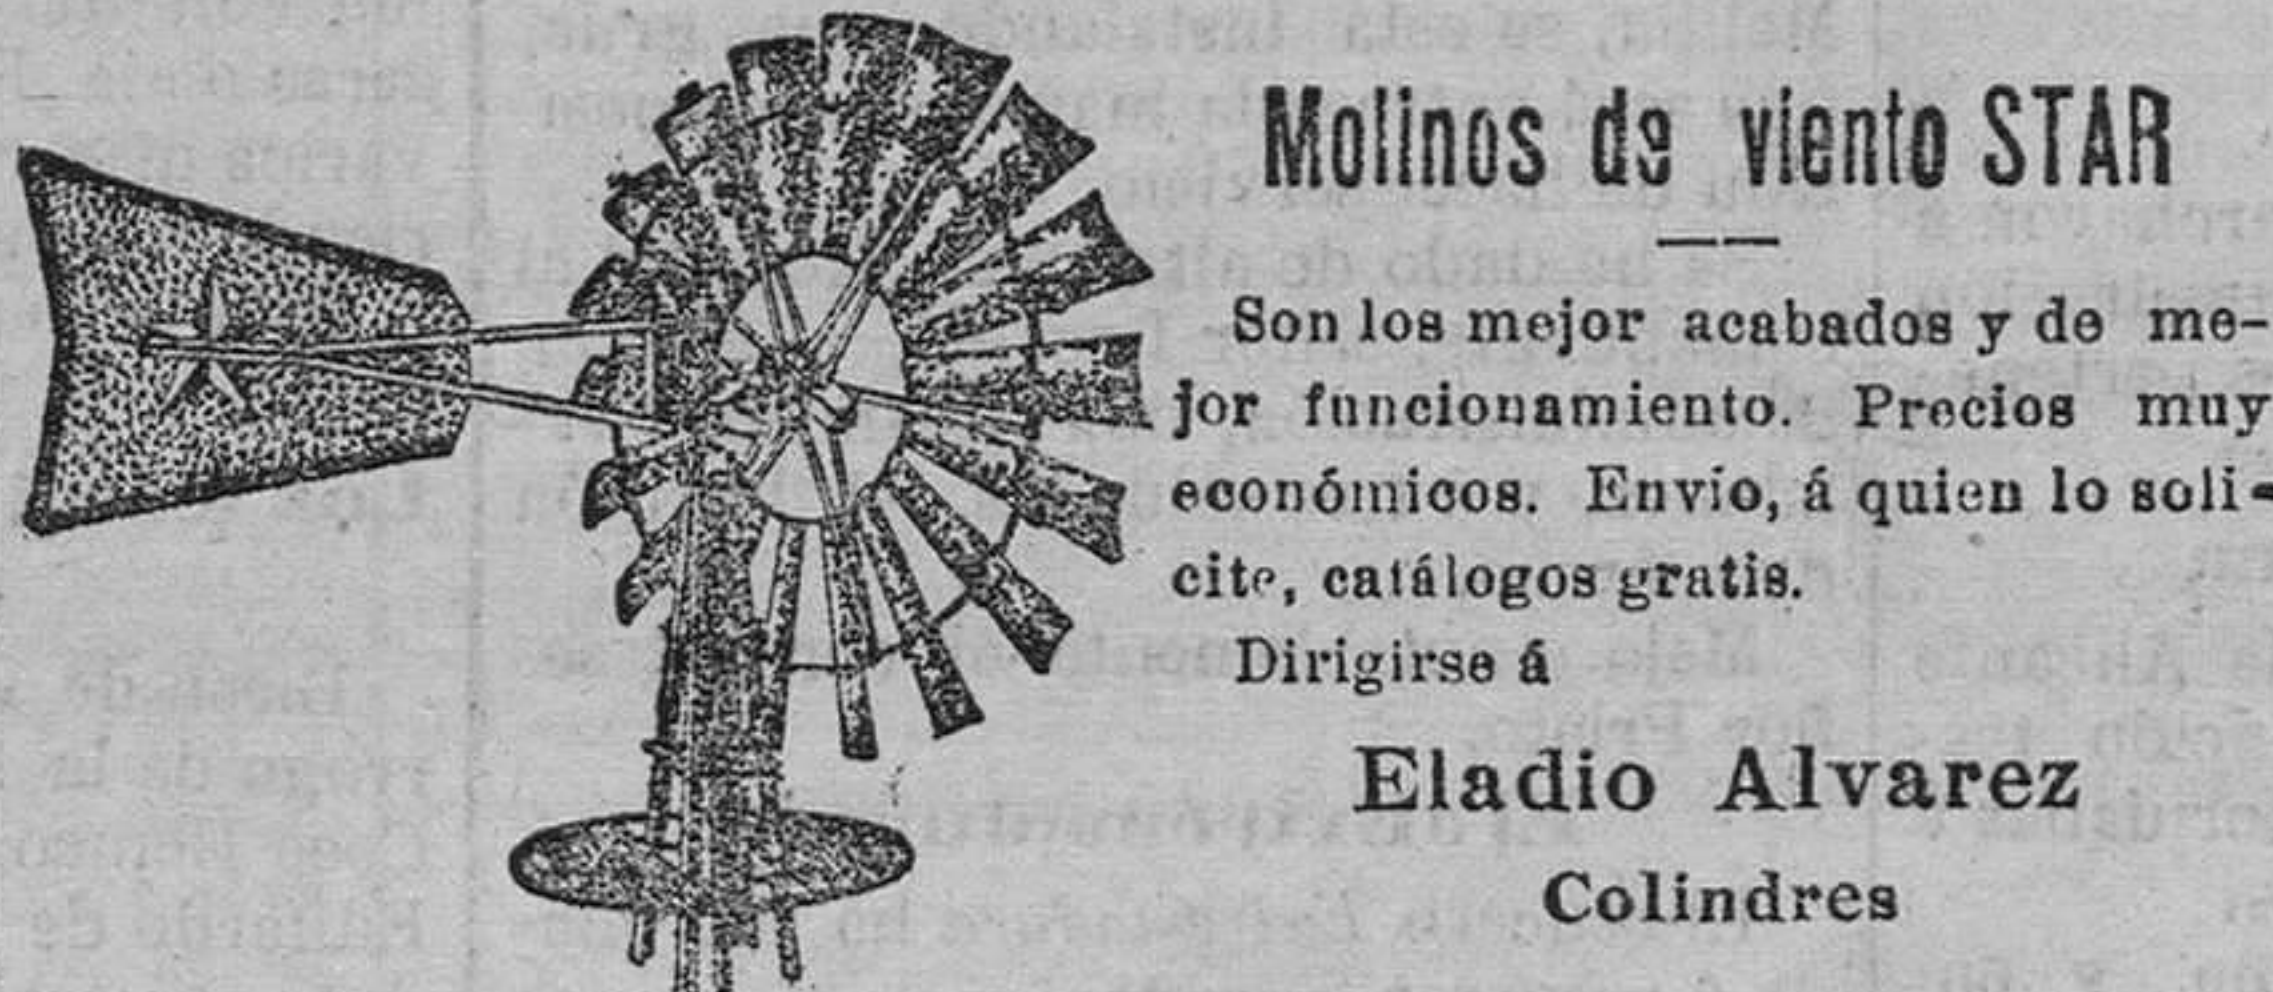 Molinos de viento STAR
Son los mejor acabados y de me-
jor funcionamiento. Precios muy
económicos. Envío, á quien lo soli-
cite, catálogos gratis.
Dirigirse á
Eladio Alvarez
Colindres